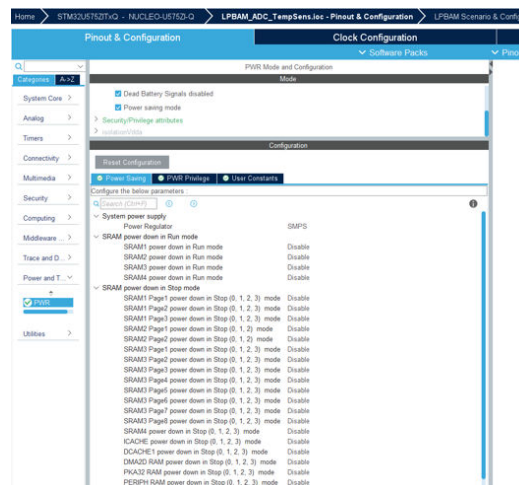 Home STM32U575ZITxQ - NUCLEO-U575ZI-Q LPBAM_ADC_TempSens.ioc - Pinout & Configuration LPBAM Scenario & Config
Pinout & Configuration Clock Configuration
Software Packs Pino
PWR Mode and Configuration
Categories A->Z Mode
Dead Battery Signals disabled
System Core
Power saving mode
Security/Privilege attributes
Analog
isolationVdda
Timers
Configuration
Connectivity
Reset Configuration
Multimedia
Power Saving PWR Privilege User Constants
Security
Configure the below parameters :
Search (Ctrl+F)
Computing
System power supply
Power Regulator SMPS
Middleware ...
SRAM power down in Run mode
SRAM1 power down in Run mode Disable
Trace and D...
SRAM2 power down in Run mode Disable
SRAM3 power down in Run mode Disable
Power and T...
SRAM4 power down in Run mode Disable
SRAM power down in Stop mode
PWR
SRAM1 Page1 power down in Stop (0, 1, 2, 3) mode Disable
SRAM1 Page2 power down in Stop (0, 1, 2, 3) mode Disable
SRAM1 Page3 power down in Stop (0, 1, 2, 3) mode Disable
Utilities
SRAM2 Page1 power down in Stop (0, 1, 2) mode Disable
SRAM2 Page2 power down in Stop (0, 1, 2) mode Disable
SRAM3 Page1 power down in Stop (0, 1, 2, 3) mode Disable
SRAM3 Page2 power down in Stop (0, 1, 2, 3) mode Disable
SRAM3 Page3 power down in Stop (0, 1, 2, 3) mode Disable
SRAM3 Page4 power down in Stop (0, 1, 2, 3) mode Disable
SRAM3 Page5 power down in Stop (0, 1, 2, 3) mode Disable
SRAM3 Page6 power down in Stop (0, 1, 2, 3) mode Disable
SRAM3 Page7 power down in Stop (0, 1, 2, 3) mode Disable
SRAM3 Page8 power down in Stop (0, 1, 2, 3) mode Disable
SRAM4 power down in Stop (0, 1, 2, 3) mode Disable
ICACHE power down in Stop (0, 1, 2, 3) mode Disable
DCACHE1 power down in Stop (0, 1, 2, 3) mode Disable
DMA2D RAM power down in Stop (0, 1, 2, 3) mode Disable
PKA32 RAM power down in Stop (0, 1, 2, 3) mode Disable
PERIPH RAM power down in Stop (0, 1, 2, 3) mode Disable